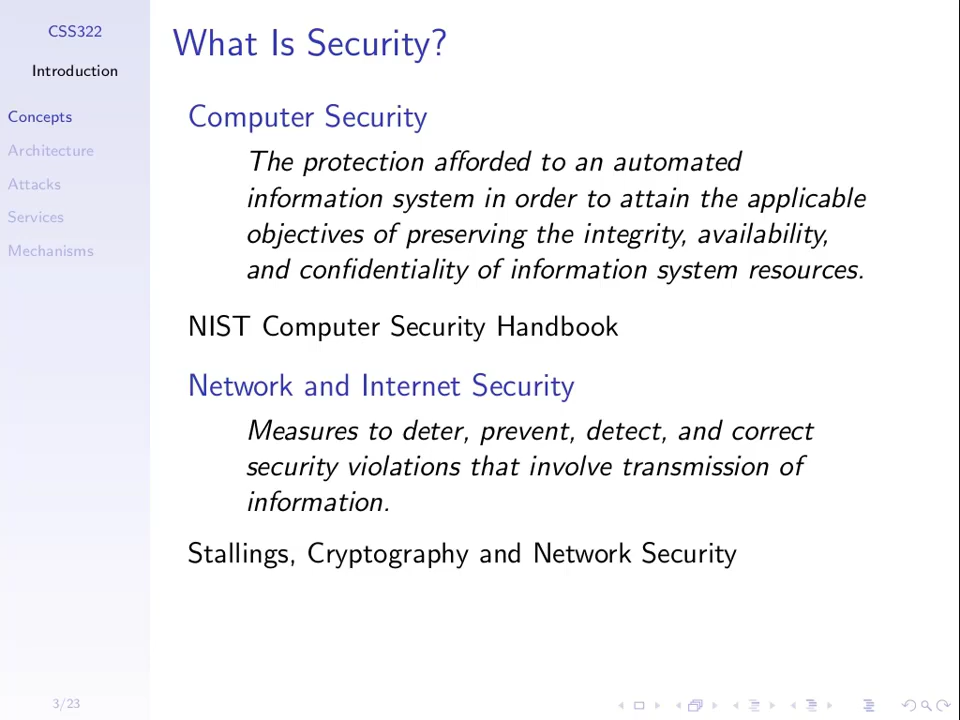 CSS322
Introduction
Concepts
Architecture
Attacks
Services
Mechanisms
3/23
What Is Security?
Computer Security
The protection afforded to an automated
information system in order to attain the applicable
objectives of preserving the integrity, availability,
and confidentiality of information system resources.
NIST Computer Security Handbook
Network and Internet Security
Measures to deter, prevent, detect, and correct
security violations that involve transmission of
information.
Stallings, Cryptography and Network Security